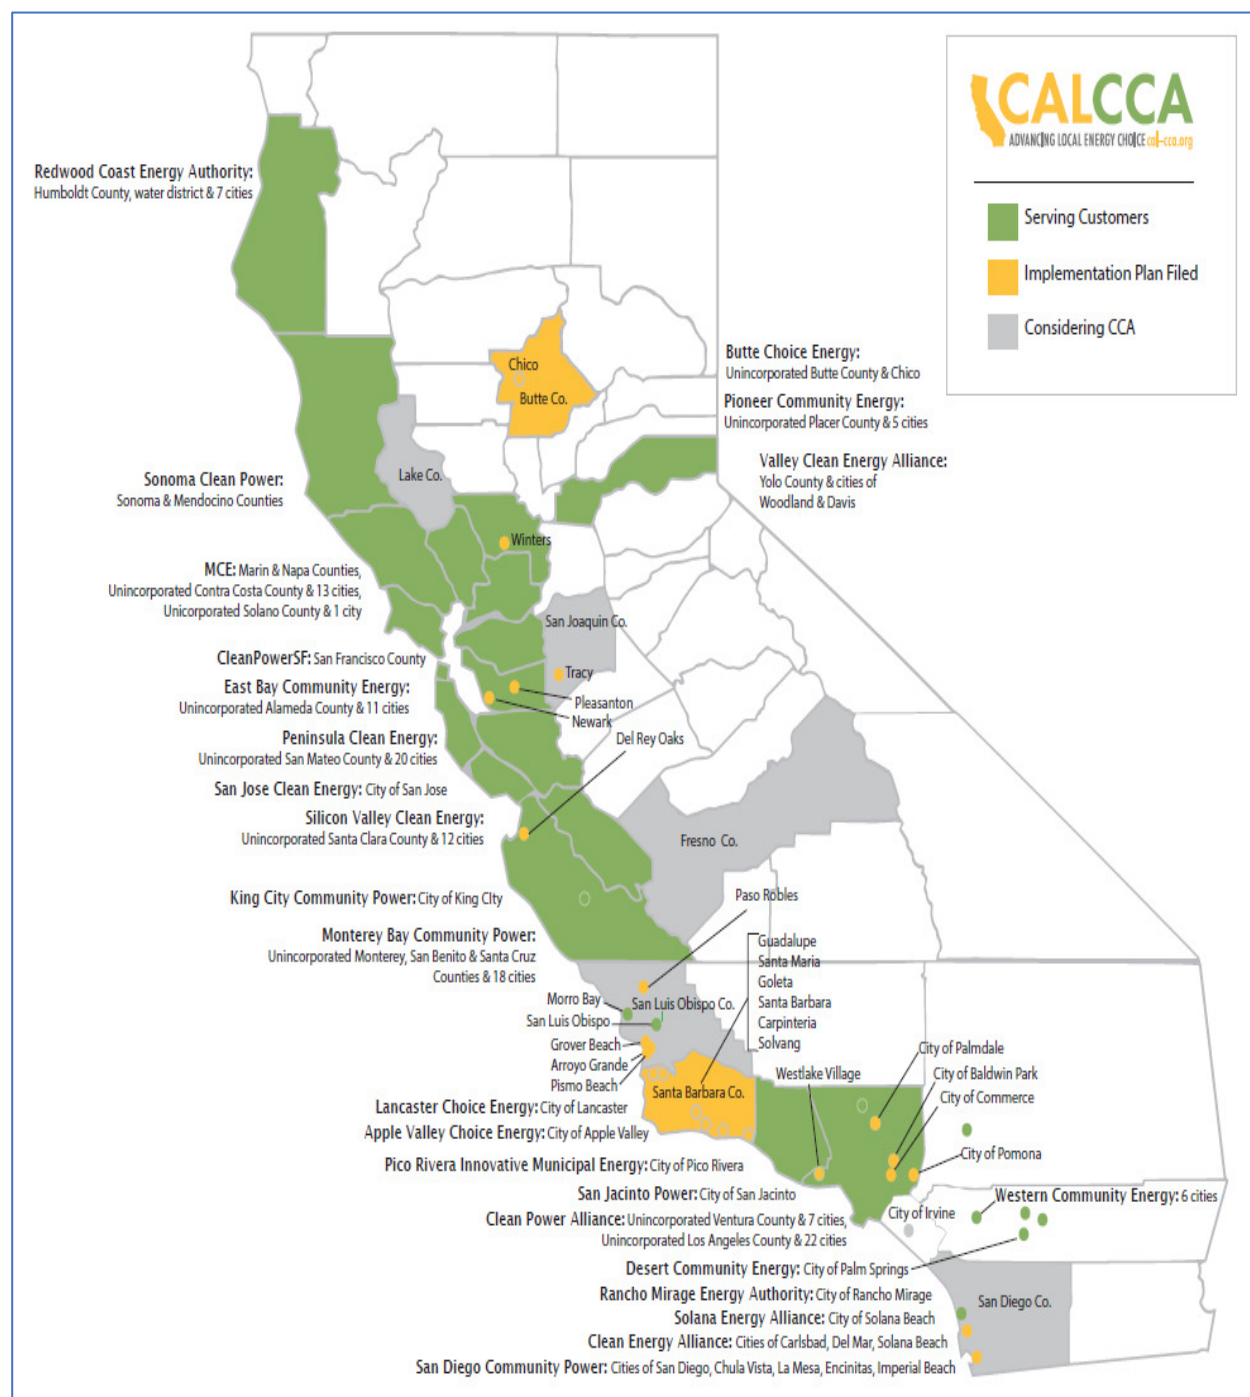 CALCCA
ADVANCING LOCAL ENERGY CHOICE cal-cca.org
Serving Customers
Implementation Plan Filed
Considering CCA
Redwood Coast Energy Authority:
Humboldt County, water district & 7 cities
Chico
Butte Co.
Butte Choice Energy:
Unincorporated Butte County & Chico
Pioneer Community Energy:
Unincorporated Placer County & 5 cities
Valley Clean Energy Alliance:
Yolo County & cities of
Woodland & Davis
Lake Co.
Sonoma Clean Power:
Sonoma & Mendocino Counties
Winters
MCE: Marin & Napa Counties,
Unincorporated Contra Costa County & 13 cities,
Unicorporated Solano County & 1 city
San Joaquin Co.
Tracy
CleanPowerSF: San Francisco County
East Bay Community Energy:
Unincorporated Alameda County & 11 cities
Pleasanton
Newark
Peninsula Clean Energy:
Unincorporated San Mateo County & 20 cities
Del Rey Oaks
San Jose Clean Energy: City of San Jose
Silicon Valley Clean Energy:
Unincorporated Santa Clara County & 12 cities
Fresno Co.
King City Community Power: City of King CIty
Paso Robles
Monterey Bay Community Power:
Unincorporated Monterey, San Benito & Santa Cruz
Counties & 18 cities
Guadalupe
Santa Maria
Goleta
Santa Barbara
Carpinteria
Solvang
Morro Bay
San Luis Obispo Co.
San Luis Obispo
Grover Beach
Arroyo Grande
Pismo Beach
Santa Barbara Co.
Westlake Village
City of Palmdale
City of Baldwin Park
City of Commerce
City of Pomona
Lancaster Choice Energy: City of Lancaster
Apple Valley Choice Energy: City of Apple Valley
Pico Rivera Innovative Municipal Energy: City of Pico Rivera
San Jacinto Power: City of San Jacinto
Western Community Energy: 6 cities
City of Irvine
Clean Power Alliance: Unincorporated Ventura County & 7 cities,
Unincorporated Los Angeles County & 22 cities
Desert Community Energy: City of Palm Springs
Rancho Mirage Energy Authority: City of Rancho Mirage
San Diego Co.
Solana Energy Alliance: City of Solana Beach
Clean Energy Alliance: Cities of Carlsbad, Del Mar, Solana Beach
San Diego Community Power: Cities of San Diego, Chula Vista, La Mesa, Encinitas, Imperial Beach